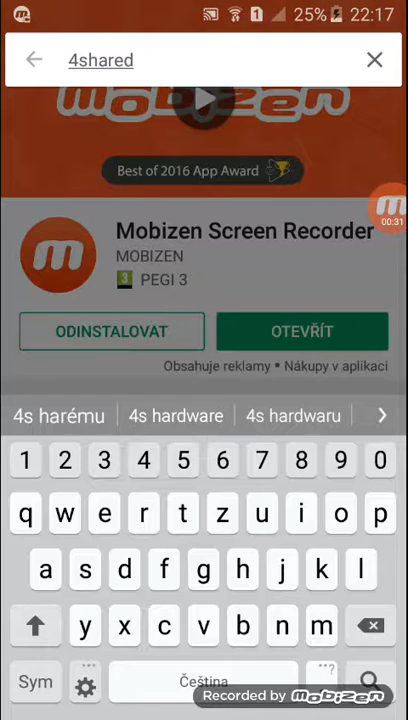 1 25% 22:17
4shared
mobizen
Best of 2016 App Award
m
Mobizen Screen Recorder
MOBIZEN
3 PEGI 3
00:31
ODINSTALOVAT OTEVŘÍT
Obsahuje reklamy • Nákupy v aplikaci
4s harému 4s hardware 4s hardwaru
1 2 3 4 5 6 7 8 9 0
q w e r t z u i o p
a s d f g h j k l
y x c v b n m
Sym Čeština ...?
Recorded by mobizen